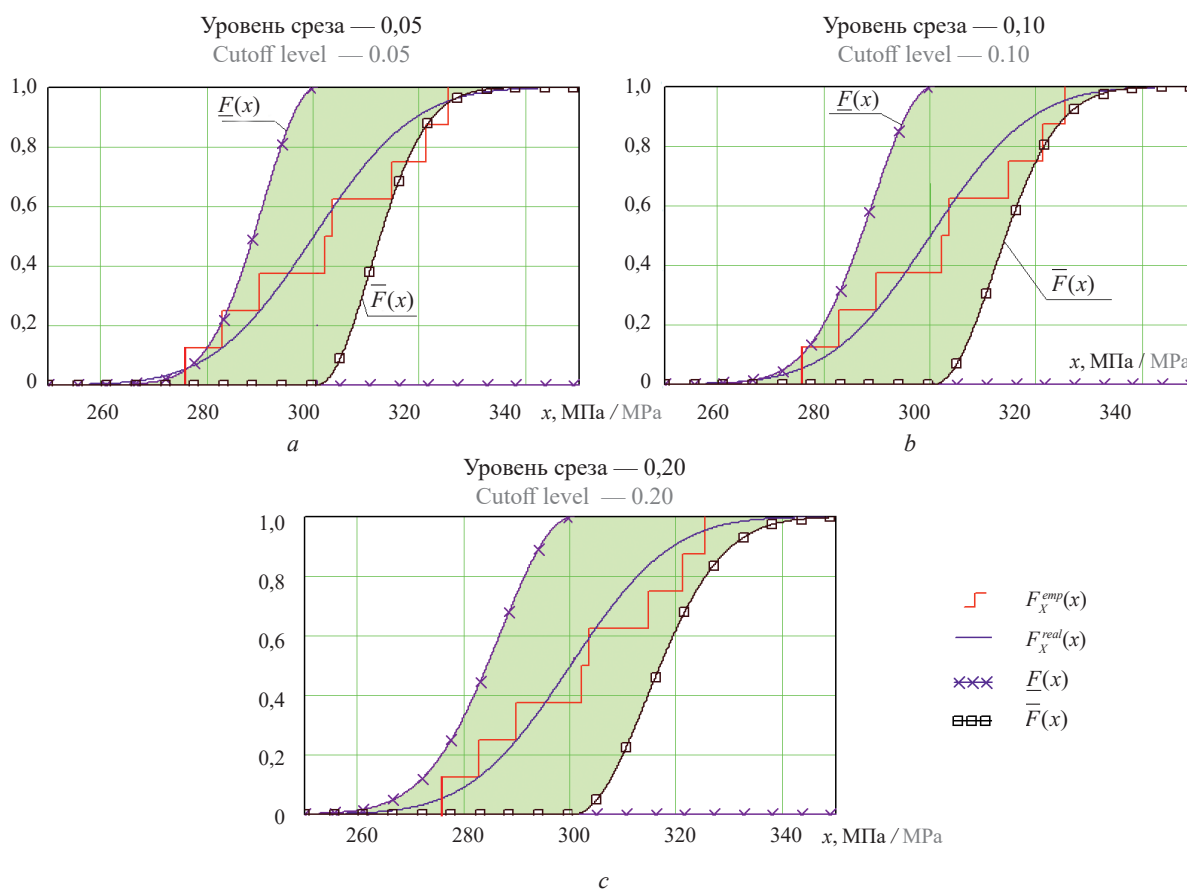 Уровень среза — 0,05
Cutoff level — 0.05
1,0
0,8
0,6
0,4
0,2
0
F(x)
F̅(x)
260
280
300
320
340
x, МПа / MPa
a
Уровень среза — 0,10
Cutoff level — 0.10
1,0
0,8
0,6
0,4
0,2
0
F(x)
F̅(x)
x, МПа / MPa
260
280
300
320
340
b
Уровень среза — 0,20
Cutoff level — 0.20
1,0
0,8
0,6
0,4
0,2
0
260
280
300
320
340
x, МПа / MPa
c
F_X^emp(x)
F_X^real(x)
F(x)
F̅(x)